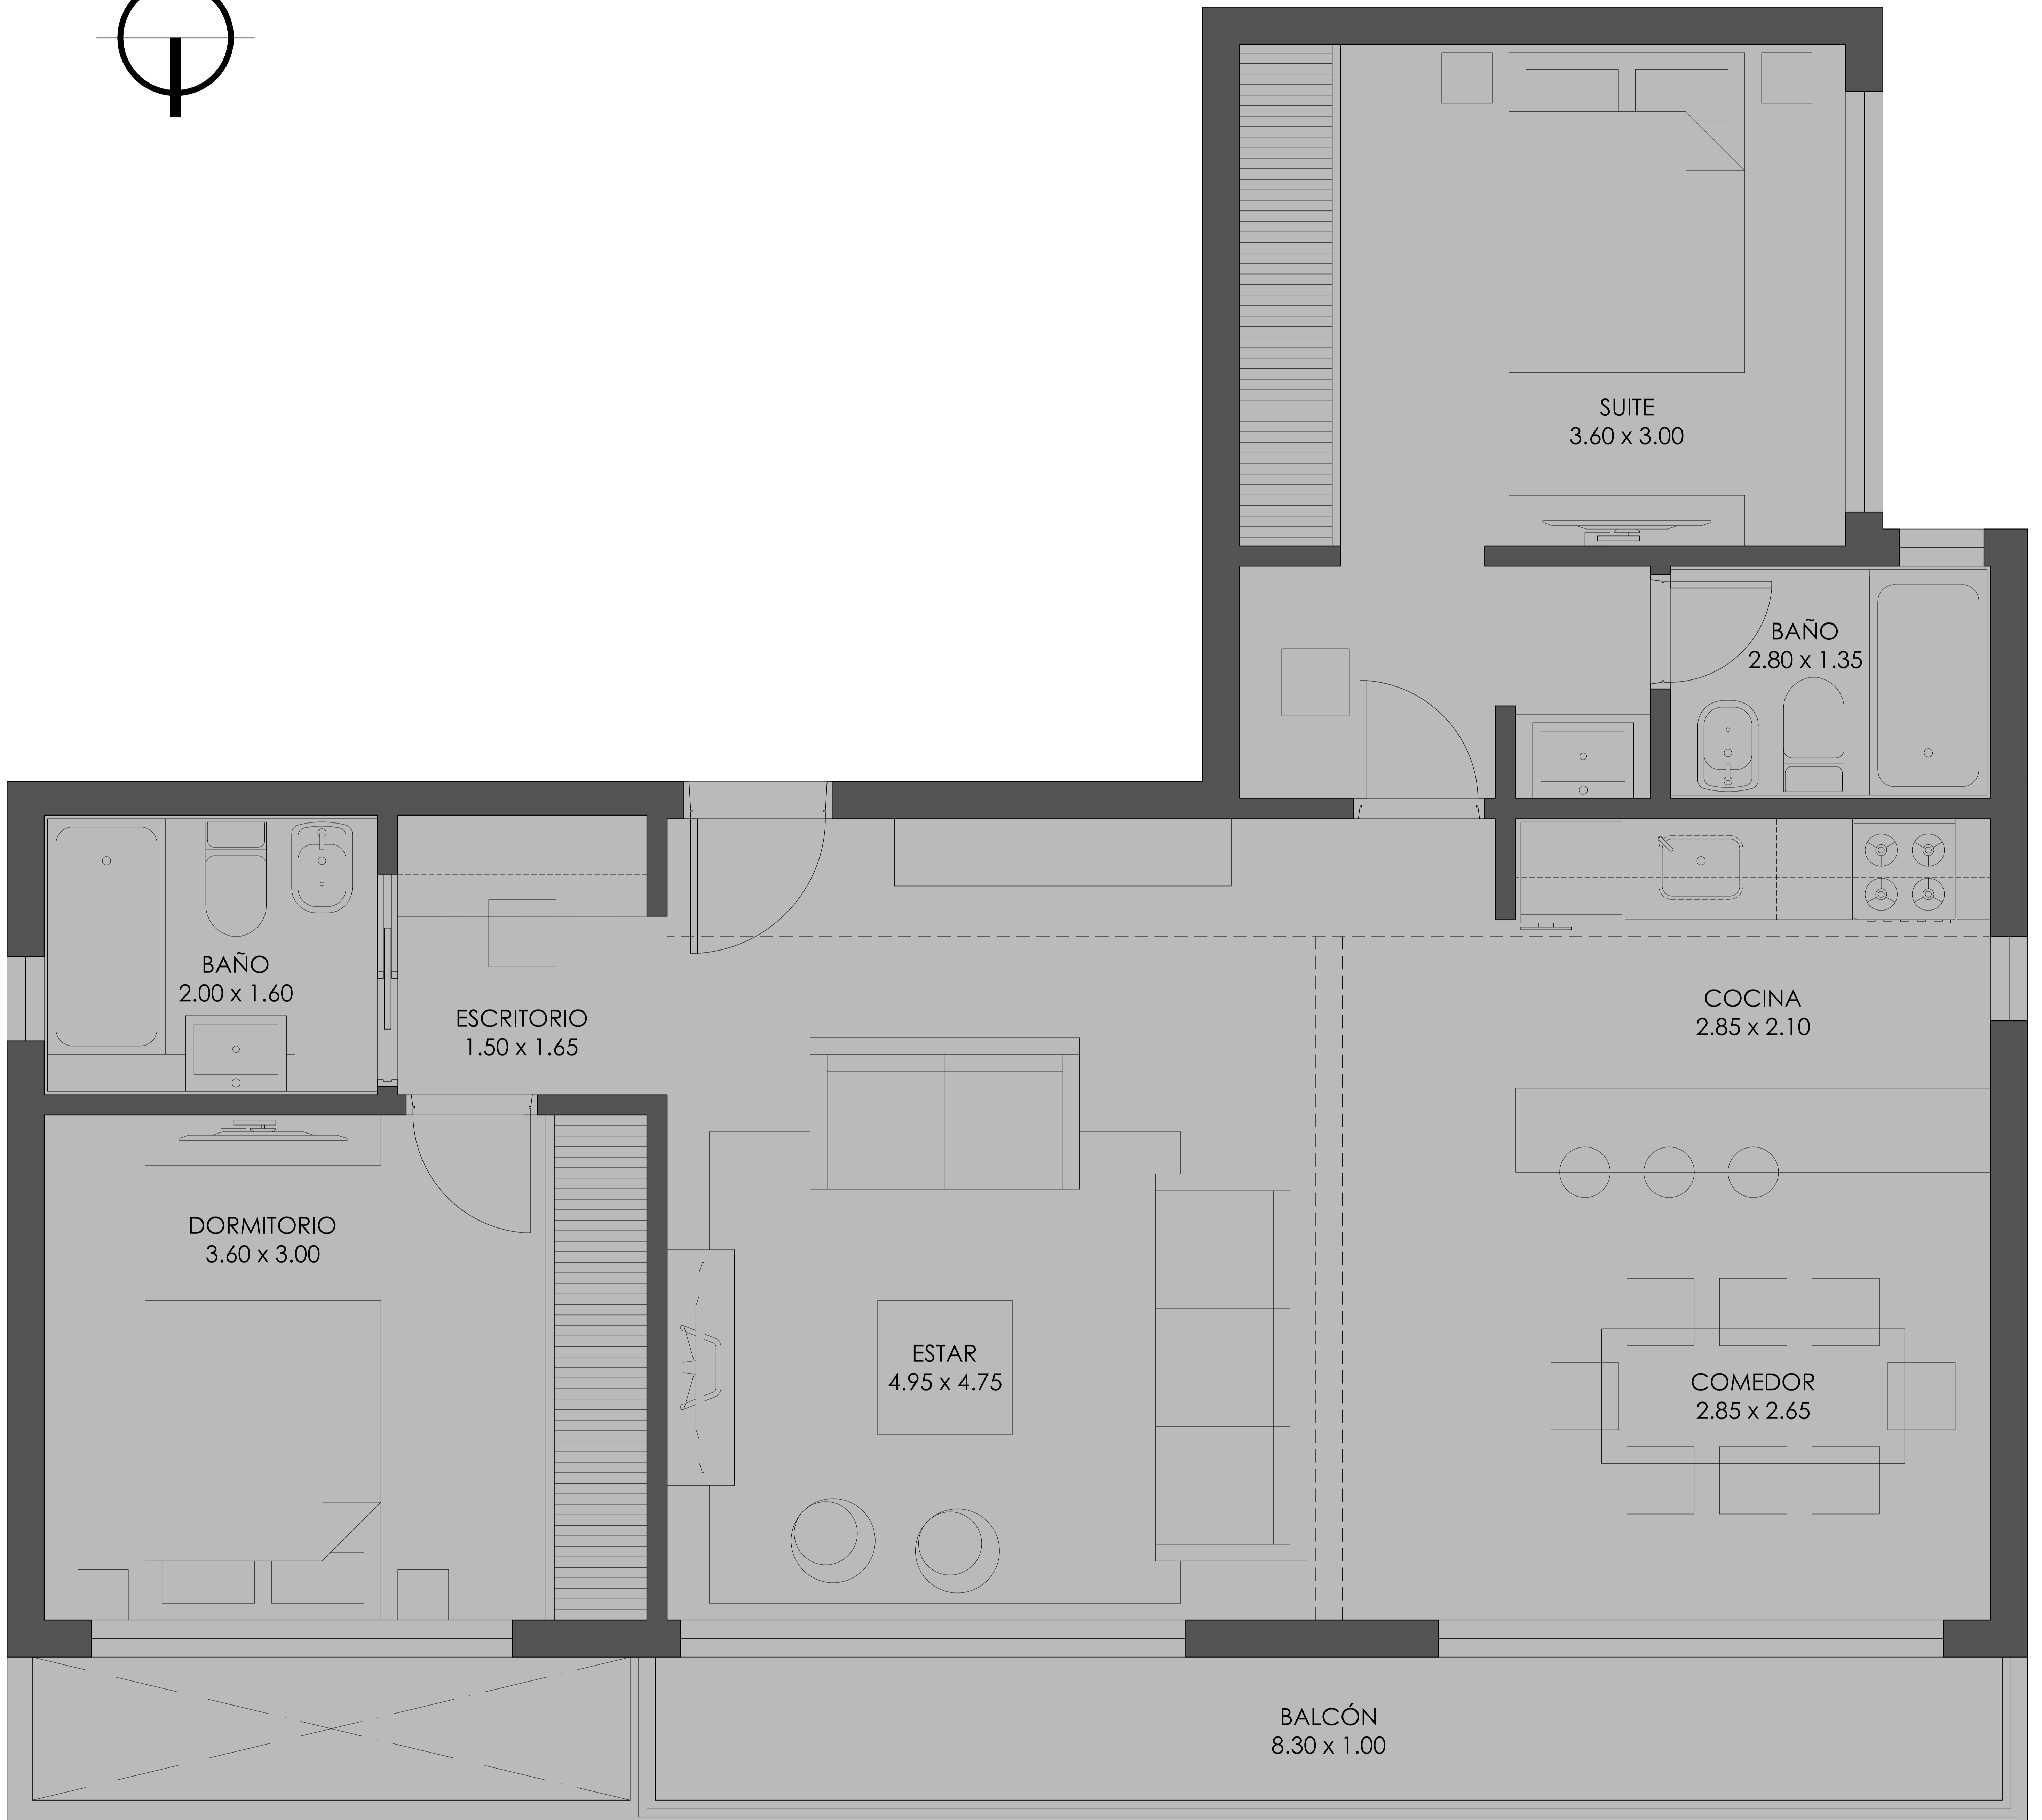 SUITE
3.60 x 3.00
BAÑO
2.80 x 1.35
BAÑO
2.00 x 1.60
ESCRITORIO
1.50 x 1.65
COCINA
2.85 x 2.10
DORMITORIO
3.60 x 3.00
ESTAR
4.95 x 4.75
COMEDOR
2.85 x 2.65
BALCÓN
8.30 x 1.00